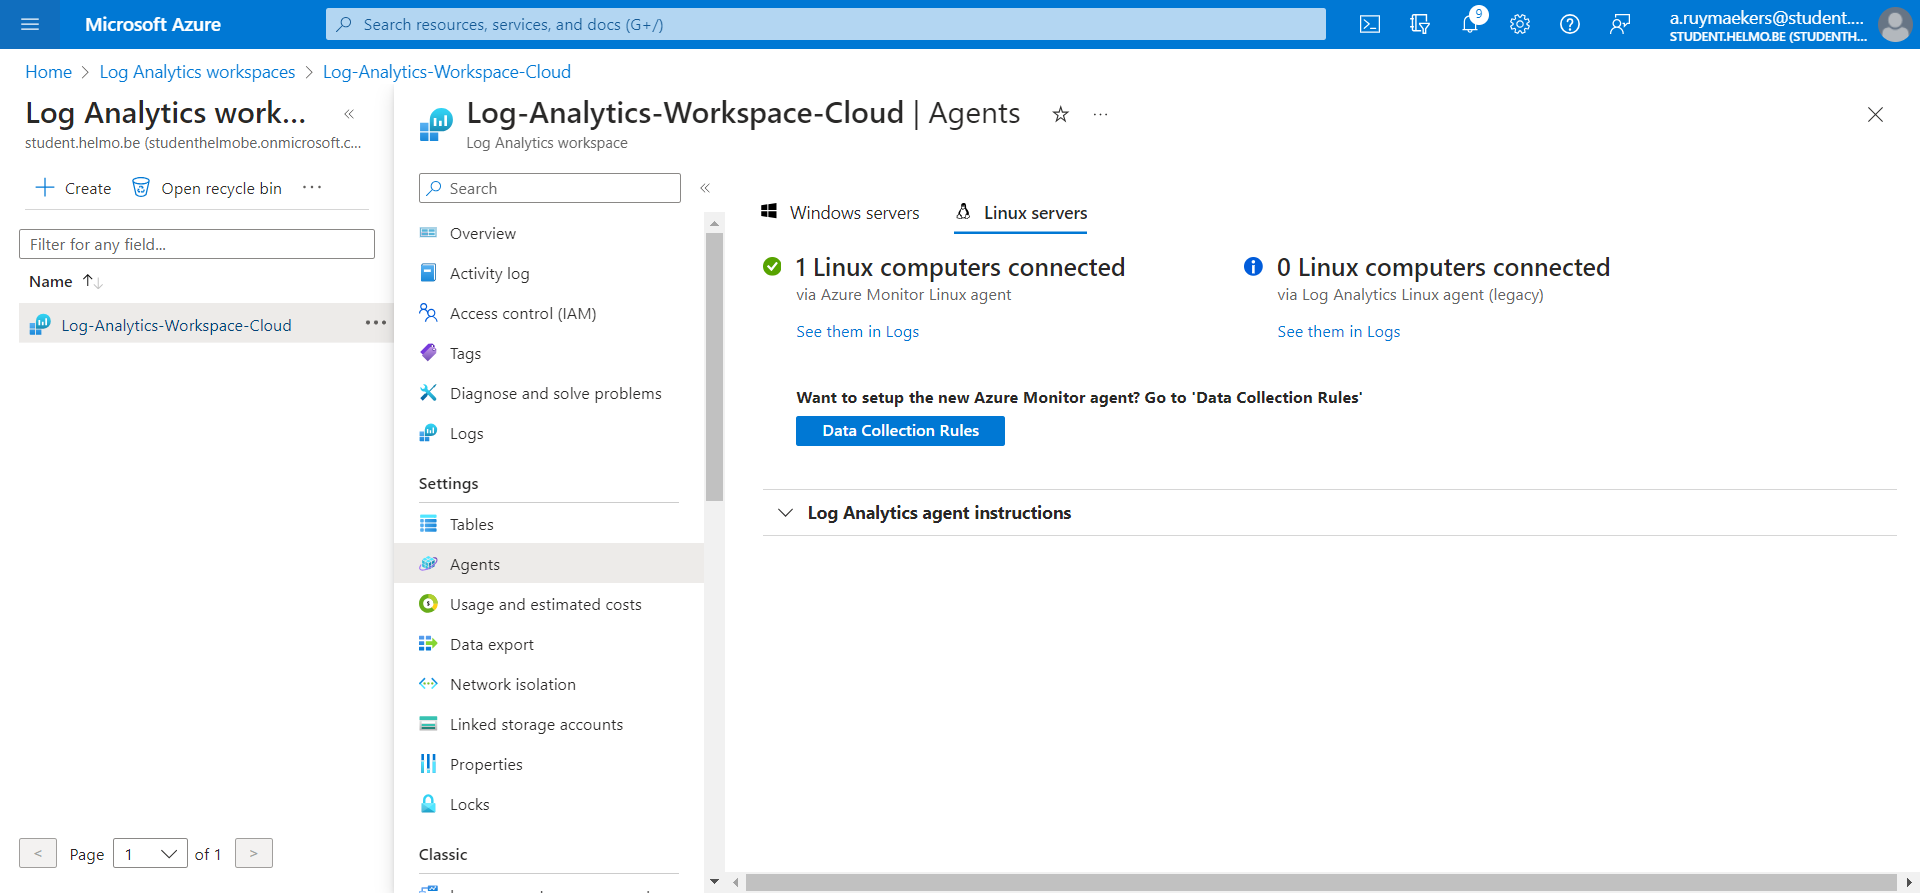 Microsoft Azure
Search resources, services, and docs (G+/)
9
a.ruymaekers@student....
STUDENT.HELMO.BE (STUDENTH...
Home > Log Analytics workspaces > Log-Analytics-Workspace-Cloud
Log Analytics work...
student.helmo.be (studenthelmobe.onmicrosoft.c...
Create
Open recycle bin
Filter for any field...
Name
Log-Analytics-Workspace-Cloud
< Page 1 of 1 >
Log-Analytics-Workspace-Cloud | Agents
Log Analytics workspace
Search
Overview
Activity log
Access control (IAM)
Tags
Diagnose and solve problems
Logs
Settings
Tables
Agents
Usage and estimated costs
Data export
Network isolation
Linked storage accounts
Properties
Locks
Classic
Windows servers
Linux servers
1 Linux computers connected
via Azure Monitor Linux agent
See them in Logs
0 Linux computers connected
via Log Analytics Linux agent (legacy)
See them in Logs
Want to setup the new Azure Monitor agent? Go to 'Data Collection Rules'
Data Collection Rules
Log Analytics agent instructions